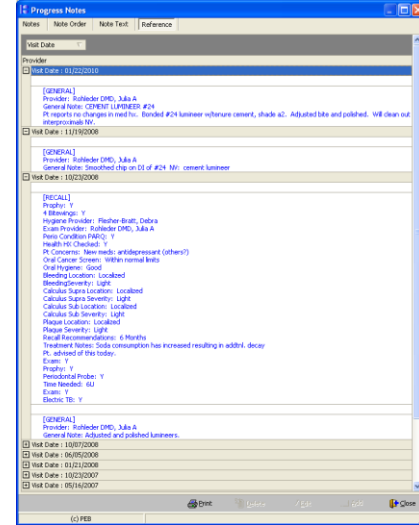 Progress Notes
Notes Note Order Note Text Reference
Visit Date
Provider
Visit Date : 01/22/2010
[GENERAL]
Provider: Rohleder DMD, Julia A
General Note: CEMENT LUMINEER #24
Pt reports no changes in med hx. Bonded #24 lumineer w/tenure cement, shade a2. Adjusted bite and polished. Will clean out
interproximals NV.
Visit Date : 11/19/2008
[GENERAL]
Provider: Rohleder DMD, Julia A
General Note: Smoothed chip on DI of #24 NV: cement lumineer
Visit Date : 10/23/2008
[RECALL]
Prophy: Y
4 Bitewings: Y
Hygiene Provider: Flesher-Bratt, Debra
Exam Provider: Rohleder DMD, Julia A
Perio Condition PARQ: Y
Health HX Checked: Y
Pt Concerns: New meds: antidepressant (others?)
Oral Cancer Screen: Within normal limits
Oral Hygiene: Good
Bleeding Location: Localized
BleedingSeverity: Light
Calculus Supra Location: Localized
Calculus Supra Severity: Light
Calculus Sub Location: Localized
Calculus Sub Severity: Light
Plaque Location: Localized
Plaque Severity: Light
Recall Recommendations: 6 Months
Treatment Notes: Soda comsumption has increased resulting in addtnl. decay
Pt. advised of this today.
Exam: Y
Prophy: Y
Periodontal Probe: Y
Time Needed: 6U
Exam: Y
Electric TB: Y
[GENERAL]
Provider: Rohleder DMD, Julia A
General Note: Adjusted and polished lumineers.
Visit Date : 10/07/2008
Visit Date : 06/05/2008
Visit Date : 01/21/2008
Visit Date : 10/23/2007
Visit Date : 05/16/2007
Print Delete Edit Add Close
(c) PEB